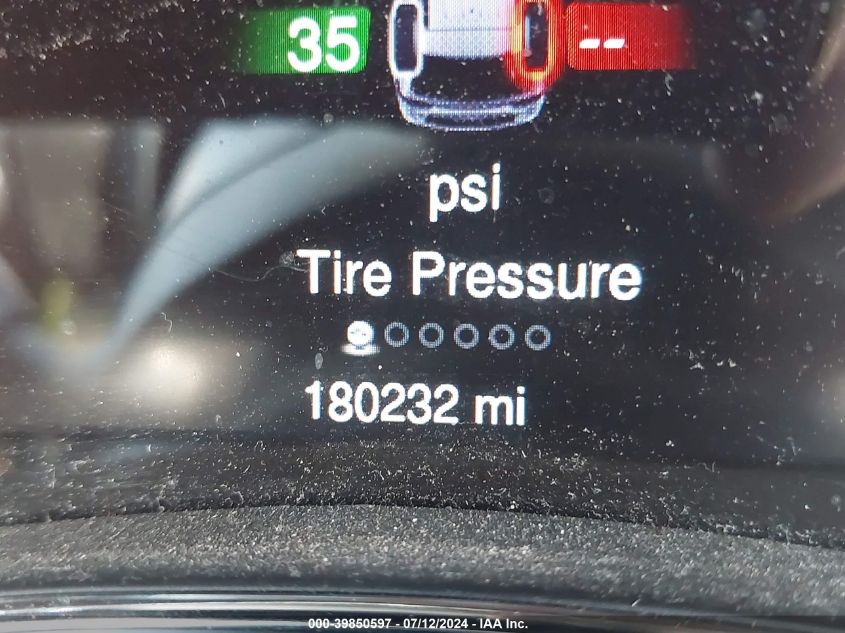 35 --
psi
Tire Pressure
180232 mi
000-39850597 - 07/12/2024 - IAA Inc.